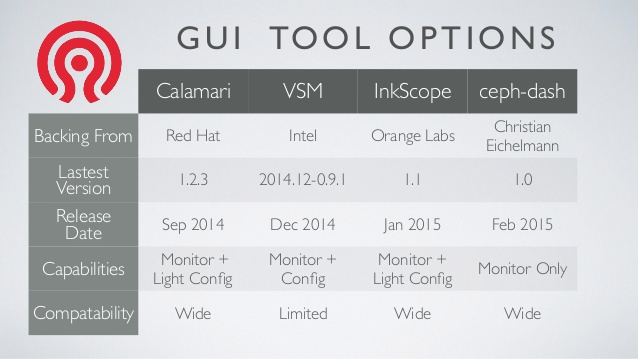 GUI TOOL OPTIONS
Calamari VSM InkScope ceph-dash
Backing From Red Hat Intel Orange Labs Christian Eichelmann
Lastest Version 1.2.3 2014.12-0.9.1 1.1 1.0
Release Date Sep 2014 Dec 2014 Jan 2015 Feb 2015
Capabilities Monitor + Light Config Monitor + Config Monitor + Light Config Monitor Only
Compatability Wide Limited Wide Wide